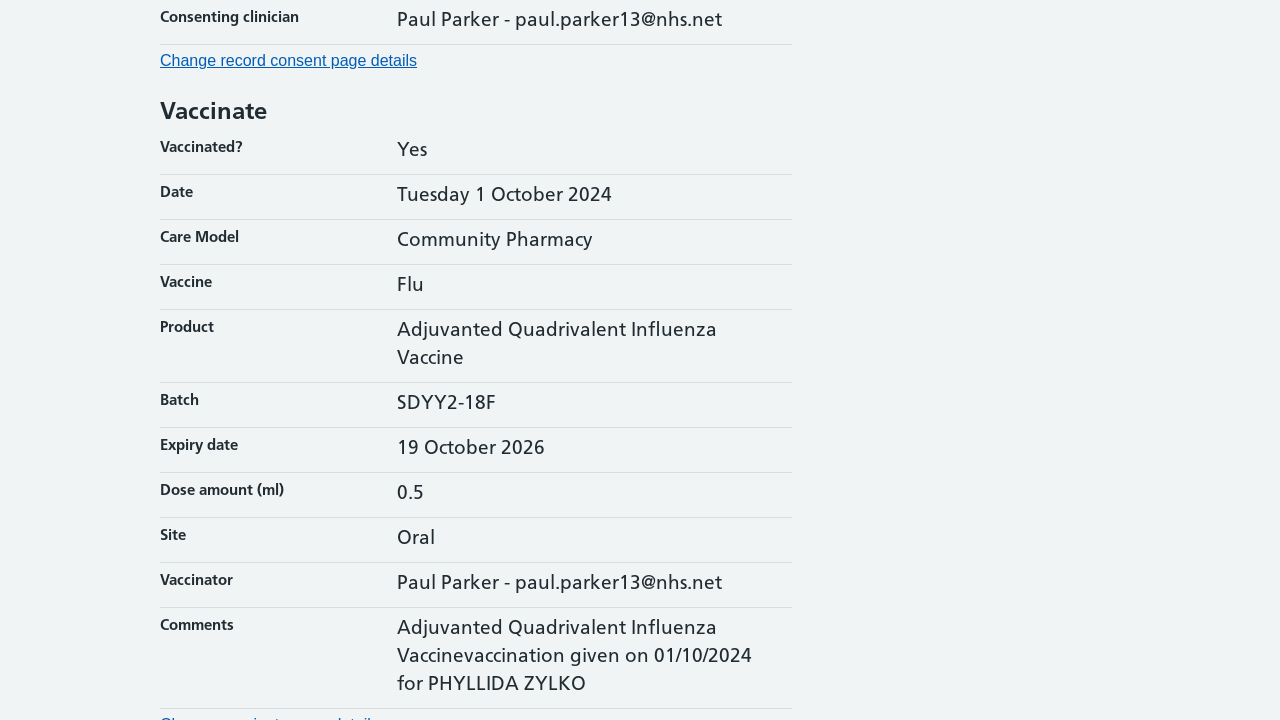 Consenting clinician Paul Parker - paul.parker13@nhs.net
Change record consent page details
Vaccinate
Vaccinated? Yes
Date Tuesday 1 October 2024
Care Model Community Pharmacy
Vaccine Flu
Product Adjuvanted Quadrivalent Influenza
Vaccine
Batch SDYY2-18F
Expiry date 19 October 2026
Dose amount (ml) 0.5
Site Oral
Vaccinator Paul Parker - paul.parker13@nhs.net
Comments Adjuvanted Quadrivalent Influenza
Vaccinevaccination given on 01/10/2024
for PHYLLIDA ZYLKO